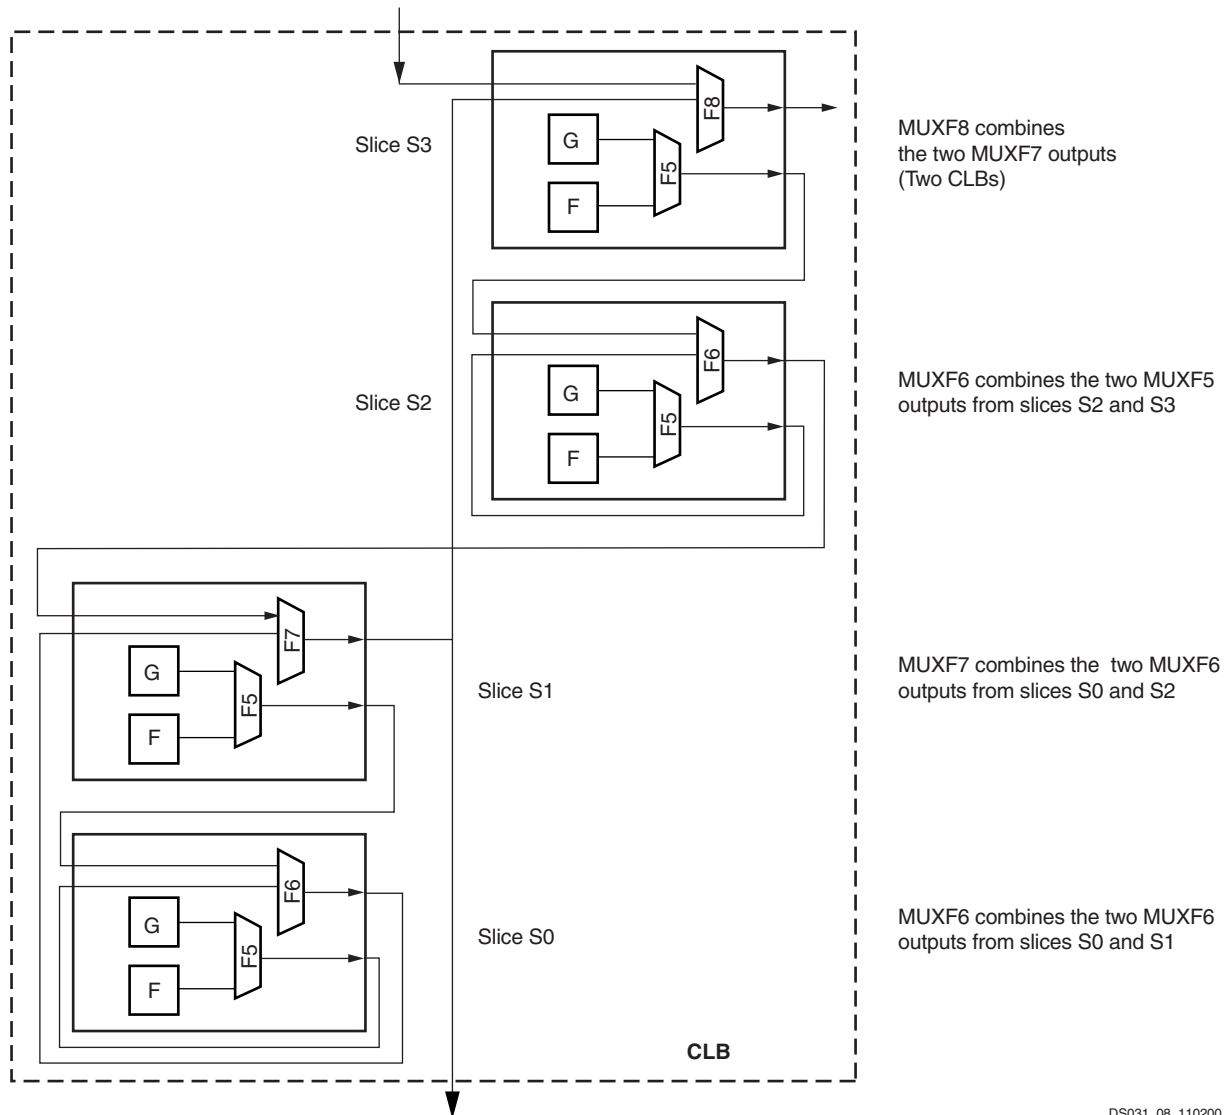 F8
Slice S3
G
F5
F
MUXF8 combines
the two MUXF7 outputs
(Two CLBs)
F6
Slice S2
G
F5
F
MUXF6 combines the two MUXF5
outputs from slices S2 and S3
F7
G
F5
F
Slice S1
MUXF7 combines the two MUXF6
outputs from slices S0 and S2
F6
G
F5
F
Slice S0
MUXF6 combines the two MUXF6
outputs from slices S0 and S1
CLB
DS031_08_110200